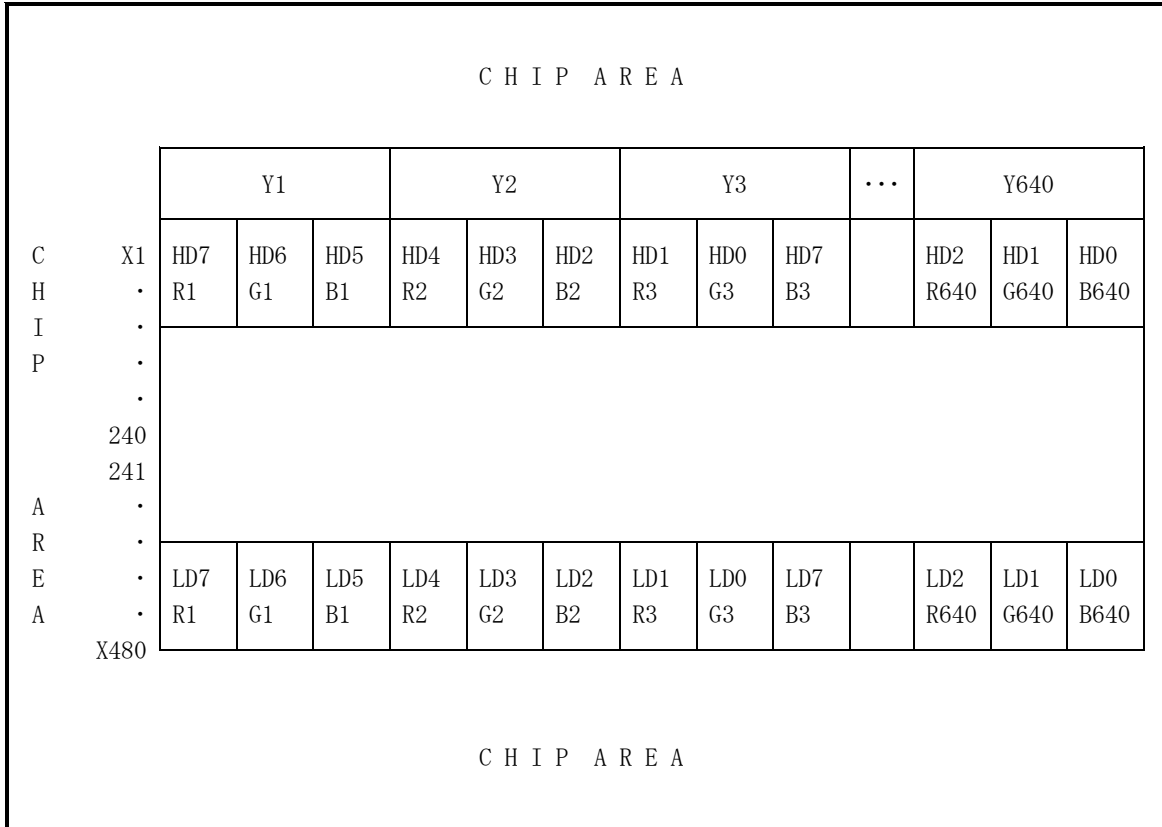 C H I P A R E A
Y1 Y2 Y3 ··· Y640
C X1 HD7 HD6 HD5 HD4 HD3 HD2 HD1 HD0 HD7 HD2 HD1 HD0
H · R1 G1 B1 R2 G2 B2 R3 G3 B3 R640 G640 B640
I ·
P ·
·
240
241
A ·
R ·
E · LD7 LD6 LD5 LD4 LD3 LD2 LD1 LD0 LD7 LD2 LD1 LD0
A · R1 G1 B1 R2 G2 B2 R3 G3 B3 R640 G640 B640
X480
C H I P A R E A